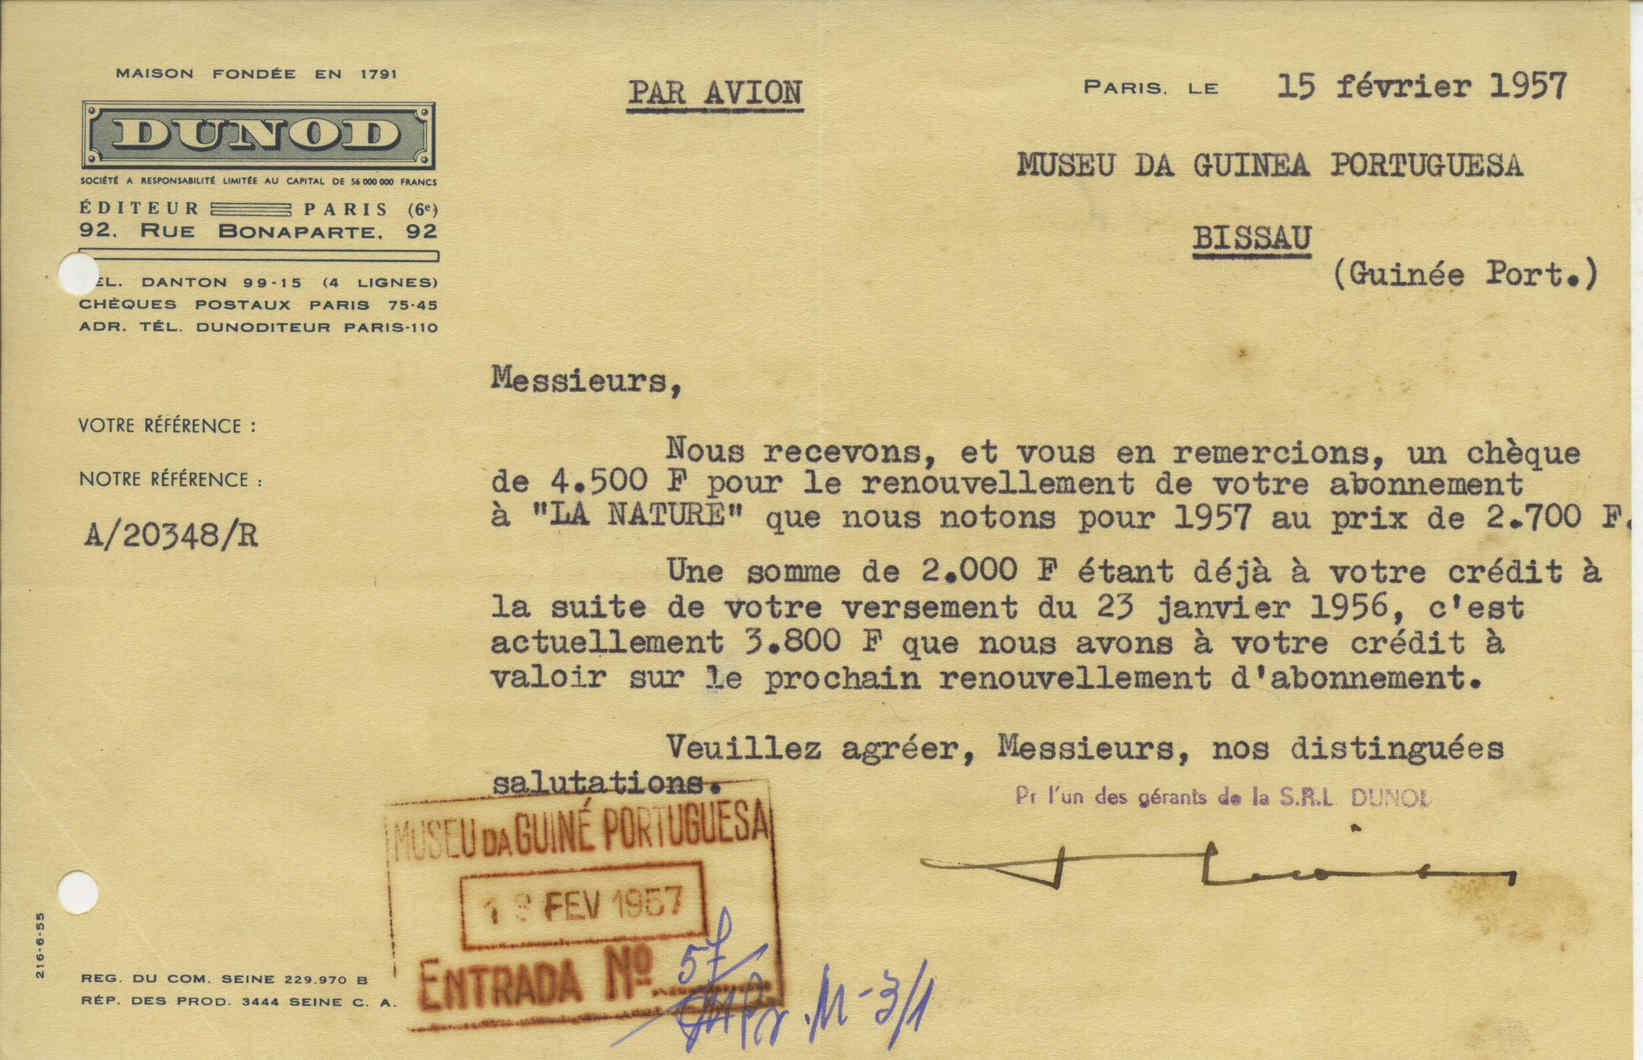 MAISON FONDÉE EN 1791
DUNOD
SOCIÉTÉ A RESPONSABILITÉ LIMITÉE AU CAPITAL DE 56 000 000 FRANCS
ÉDITEUR PARIS (6e)
92, RUE BONAPARTE, 92
EL. DANTON 99-15 (4 LIGNES)
CHÈQUES POSTAUX PARIS 75-45
ADR. TÉL. DUNODITEUR PARIS-110
PAR AVION
PARIS, LE 15 février 1957
MUSEU DA GUINEA PORTUGUESA
BISSAU
(Guinée Port.)
VOTRE RÉFÉRENCE :
NOTRE RÉFÉRENCE :
A/20348/R
Messieurs,
Nous recevons, et vous en remercions, un chèque
de 4.500 F pour le renouvellement de votre abonnement
à "LA NATURE" que nous notons pour 1957 au prix de 2.700 F.
Une somme de 2.000 F étant déjà à votre crédit à
la suite de votre versement du 23 janvier 1956, c'est
actuellement 3.800 F que nous avons à votre crédit à
valoir sur le prochain renouvellement d'abonnement.
Veuillez agréer, Messieurs, nos distinguées
salutations.
Pr l'un des gérants de la S.R.L DUNOD
MUSEU DA GUINÉ PORTUGUESA
FEV 1957
ENTRADA Nº 57
M-3/1
216-6-55
REG. DU COM. SEINE 229.970 B
RÉP. DES PROD. 3444 SEINE C. A.